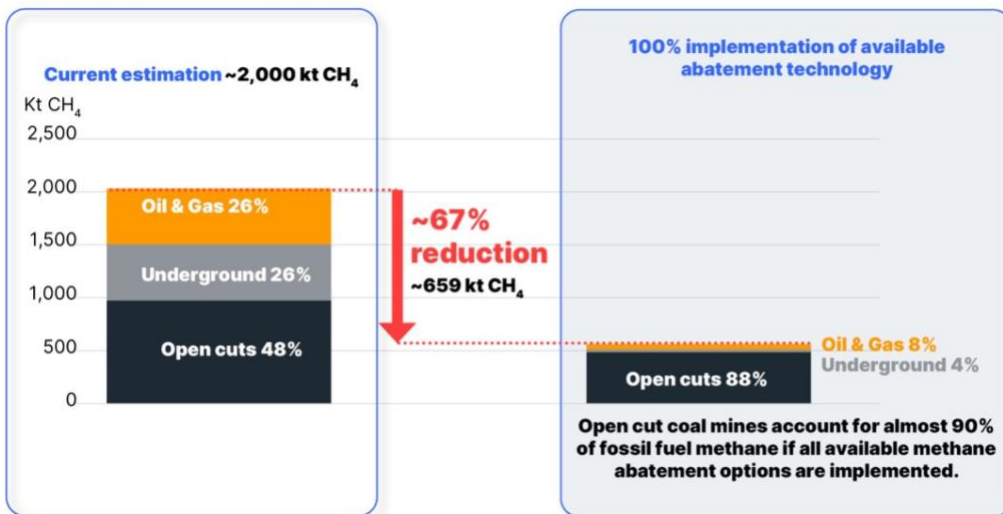 Current estimation ~2,000 kt CH₄
Kt CH₄
2,500
2,000
1,500
1,000
500
0
Oil & Gas 26%
Underground 26%
Open cuts 48%
~67%
reduction
~659 kt CH₄
100% implementation of available
abatement technology
Oil & Gas 8%
Underground 4%
Open cuts 88%
Open cut coal mines account for almost 90%
of fossil fuel methane if all available methane
abatement options are implemented.